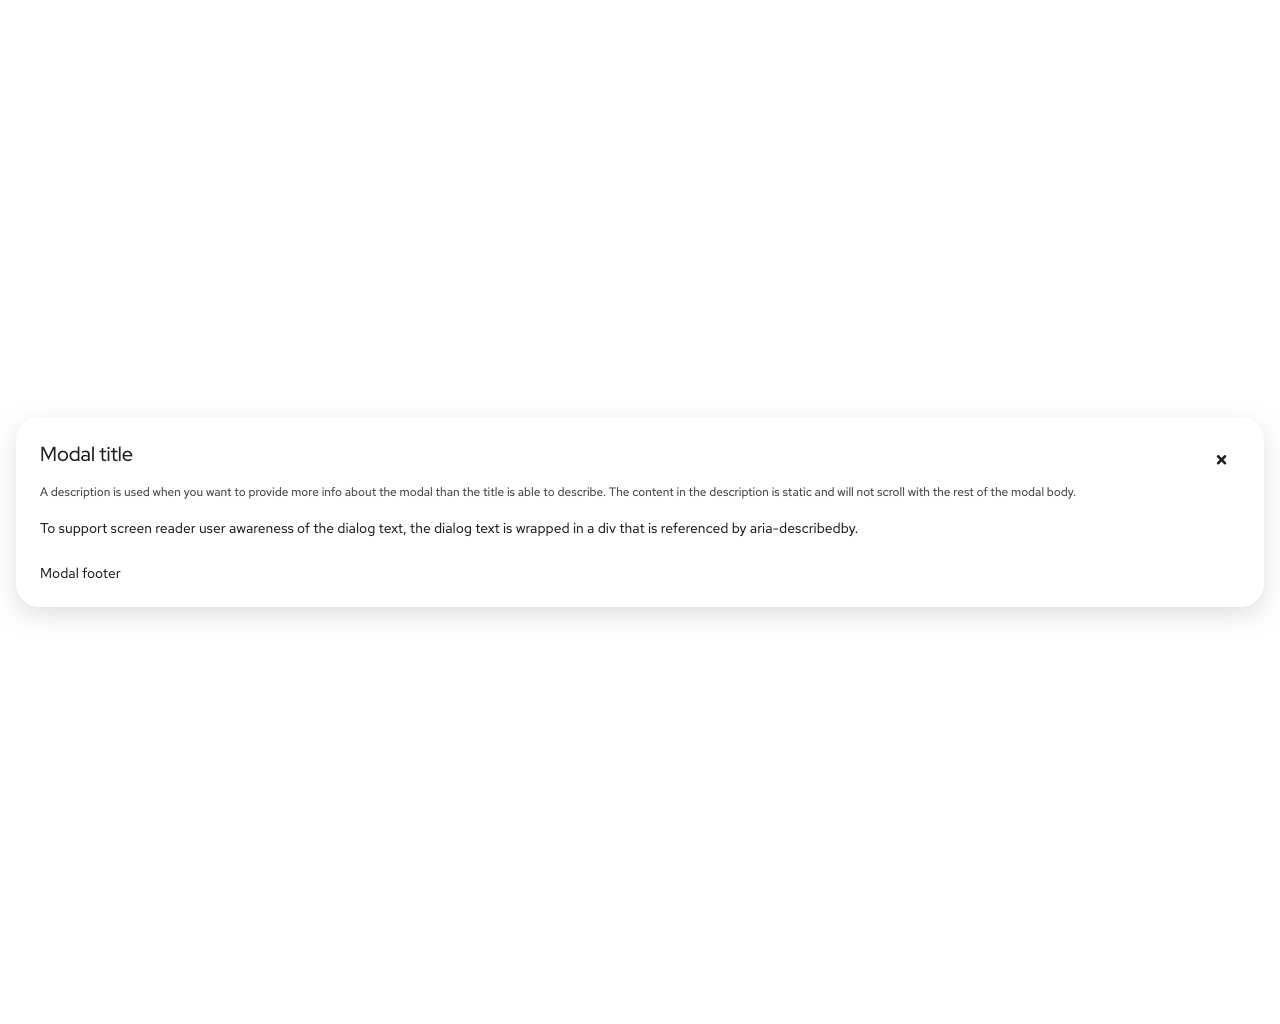 Modal title
A description is used when you want to provide more info about the modal than the title is able to describe. The content in the description is static and will not scroll with the rest of the modal body.
To support screen reader user awareness of the dialog text, the dialog text is wrapped in a div that is referenced by aria-describedby.
Modal footer